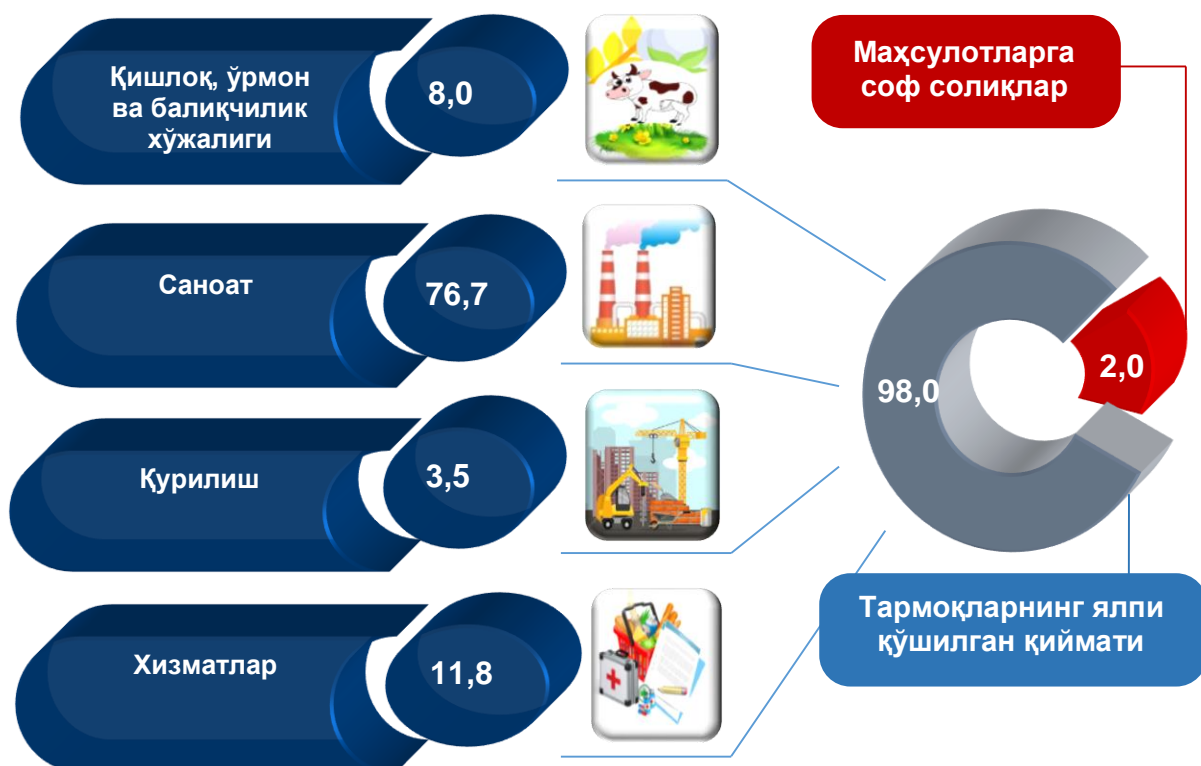 Қишлоқ, ўрмон
ва балиқчилик
хўжалиги
8,0
Саноат
76,7
Қурилиш
3,5
Хизматлар
11,8
Маҳсулотларга
соф солиқлар
2,0
98,0
Тармоқларнинг ялпи
қўшилган қиймати